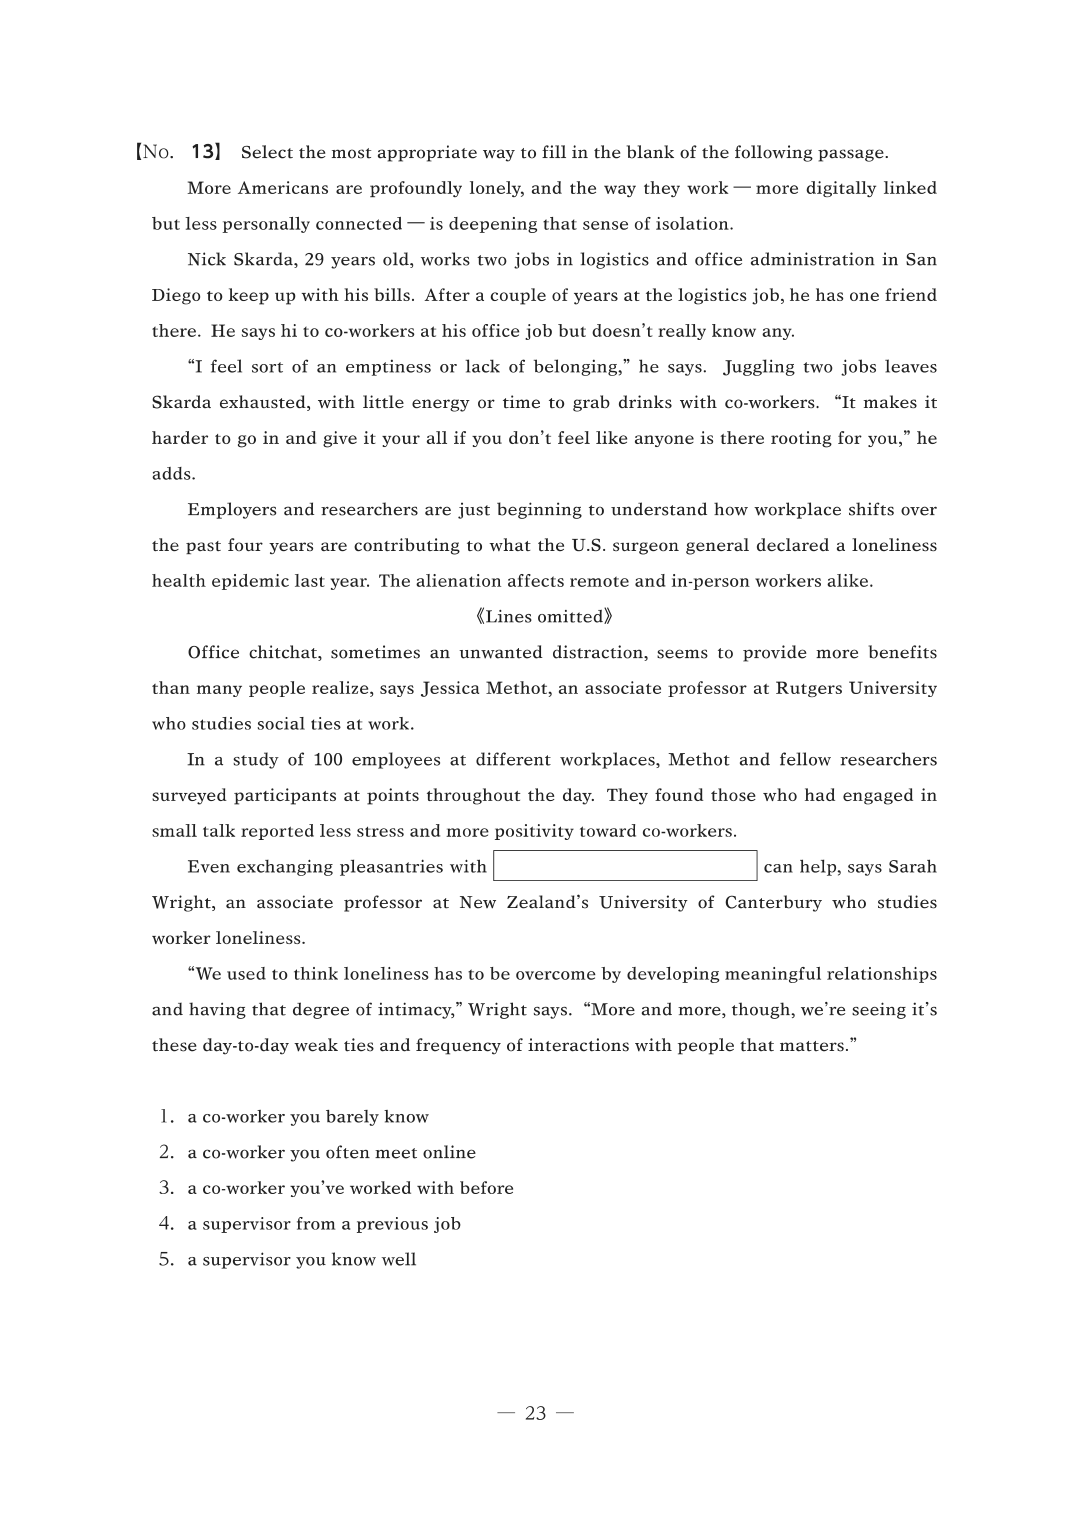 【No. 13】 Select the most appropriate way to fill in the blank of the following passage.
More Americans are profoundly lonely, and the way they work — more digitally linked
but less personally connected — is deepening that sense of isolation.
Nick Skarda, 29 years old, works two jobs in logistics and office administration in San
Diego to keep up with his bills. After a couple of years at the logistics job, he has one friend
there. He says hi to co-workers at his office job but doesn’t really know any.
“I feel sort of an emptiness or lack of belonging,” he says. Juggling two jobs leaves
Skarda exhausted, with little energy or time to grab drinks with co-workers. “It makes it
harder to go in and give it your all if you don’t feel like anyone is there rooting for you,” he
adds.
Employers and researchers are just beginning to understand how workplace shifts over
the past four years are contributing to what the U.S. surgeon general declared a loneliness
health epidemic last year. The alienation affects remote and in-person workers alike.
《Lines omitted》
Office chitchat, sometimes an unwanted distraction, seems to provide more benefits
than many people realize, says Jessica Methot, an associate professor at Rutgers University
who studies social ties at work.
In a study of 100 employees at different workplaces, Methot and fellow researchers
surveyed participants at points throughout the day. They found those who had engaged in
small talk reported less stress and more positivity toward co-workers.
Even exchanging pleasantries with can help, says Sarah
Wright, an associate professor at New Zealand’s University of Canterbury who studies
worker loneliness.
“We used to think loneliness has to be overcome by developing meaningful relationships
and having that degree of intimacy,” Wright says. “More and more, though, we’re seeing it’s
these day-to-day weak ties and frequency of interactions with people that matters.”
1. a co-worker you barely know
2. a co-worker you often meet online
3. a co-worker you’ve worked with before
4. a supervisor from a previous job
5. a supervisor you know well
— 23 —